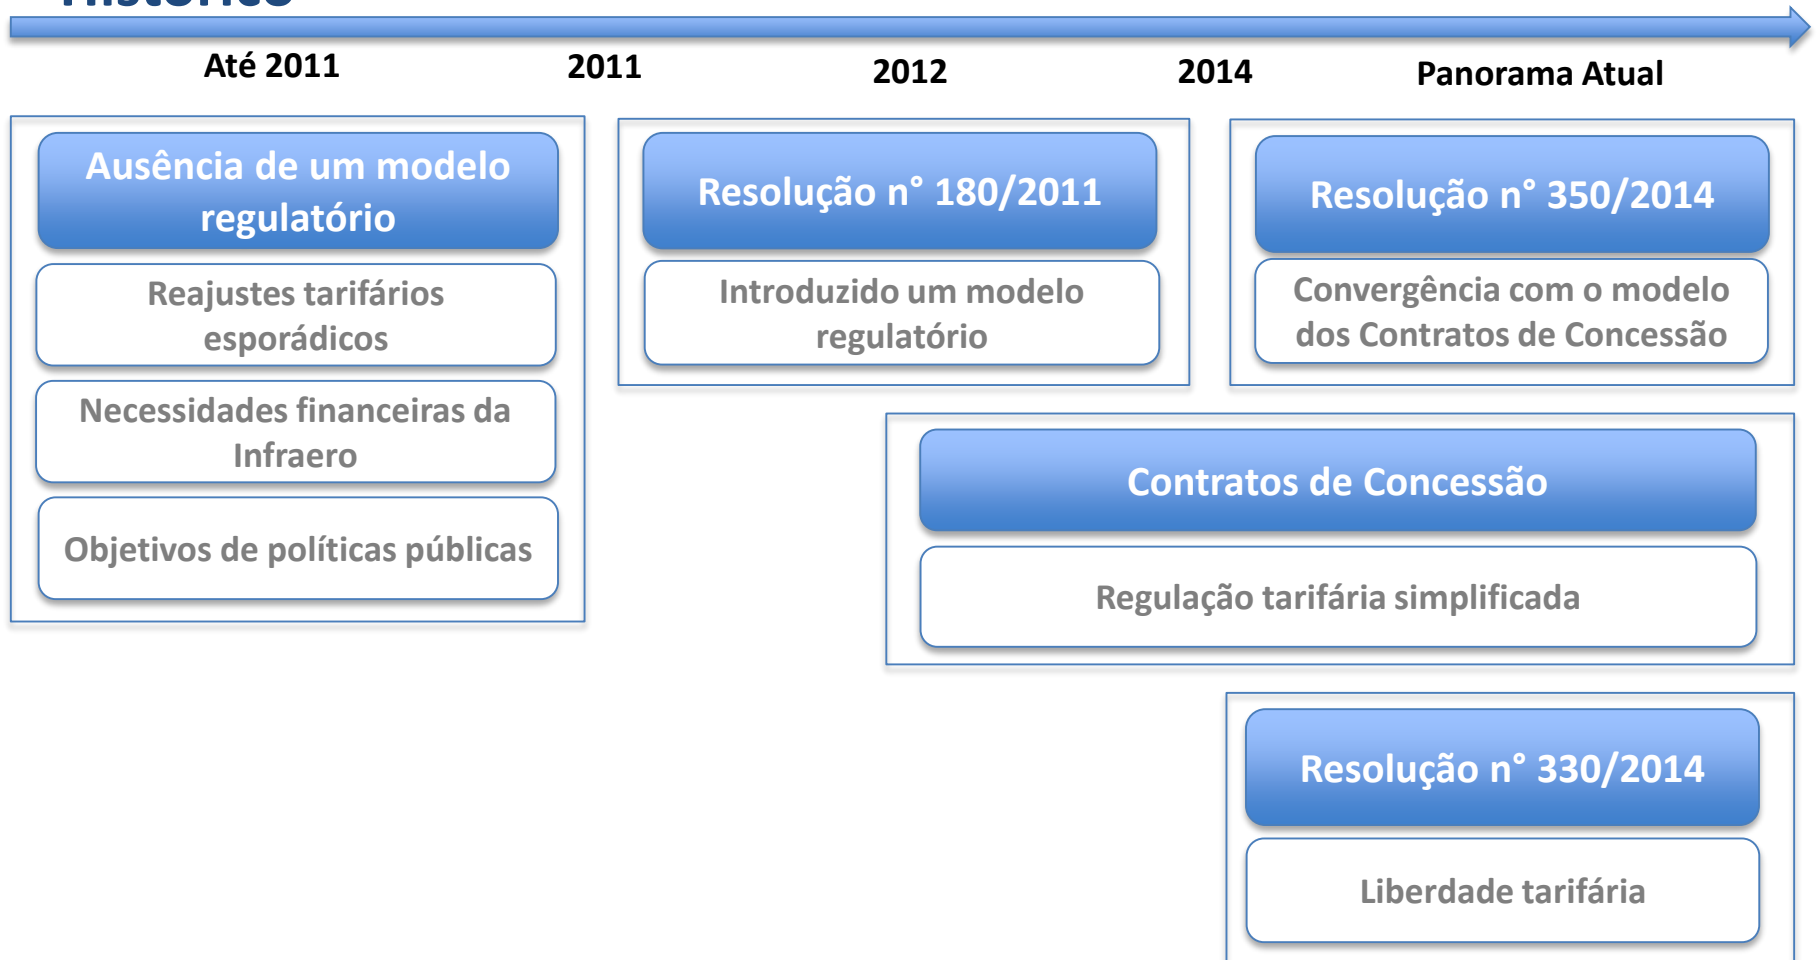 Histórico
Até 2011
2011
2012
2014
Panorama Atual
Ausência de um modelo
regulatório
Reajustes tarifários
esporádicos
Necessidades financeiras da
Infraero
Objetivos de políticas públicas
Resolução n° 180/2011
Introduzido um modelo
regulatório
Resolução n° 350/2014
Convergência com o modelo
dos Contratos de Concessão
Contratos de Concessão
Regulação tarifária simplificada
Resolução n° 330/2014
Liberdade tarifária